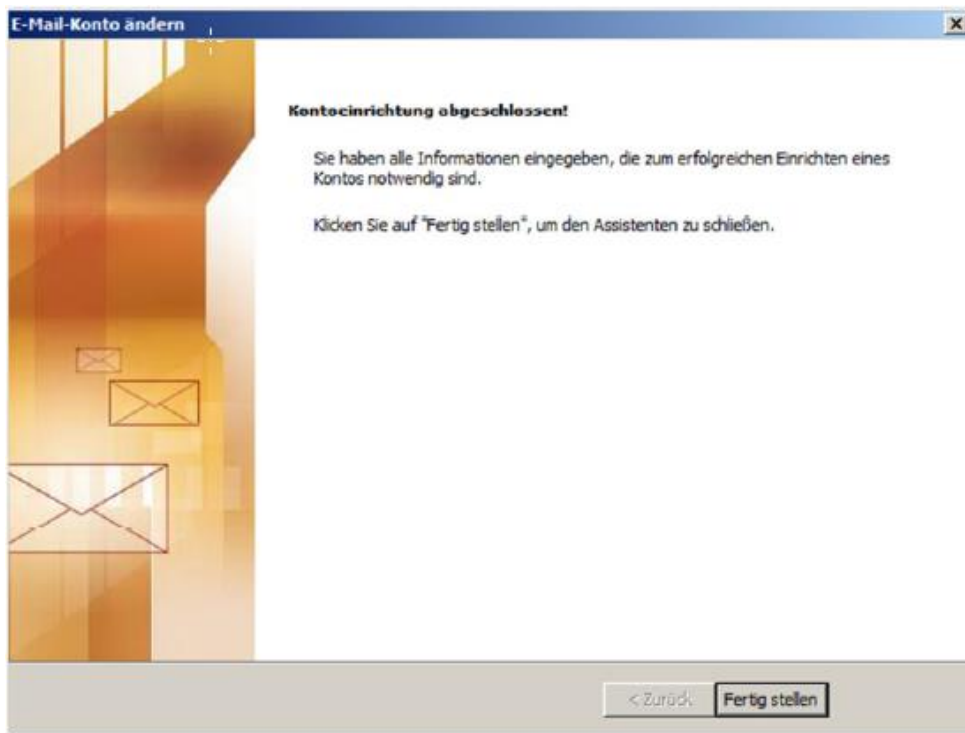 E-Mail-Konto ändern
Kontoeinrichtung abgeschlossen!
Sie haben alle Informationen eingegeben, die zum erfolgreichen Einrichten eines
Kontos notwendig sind.
Klicken Sie auf "Fertig stellen", um den Assistenten zu schließen.
< Zurück
Fertig stellen